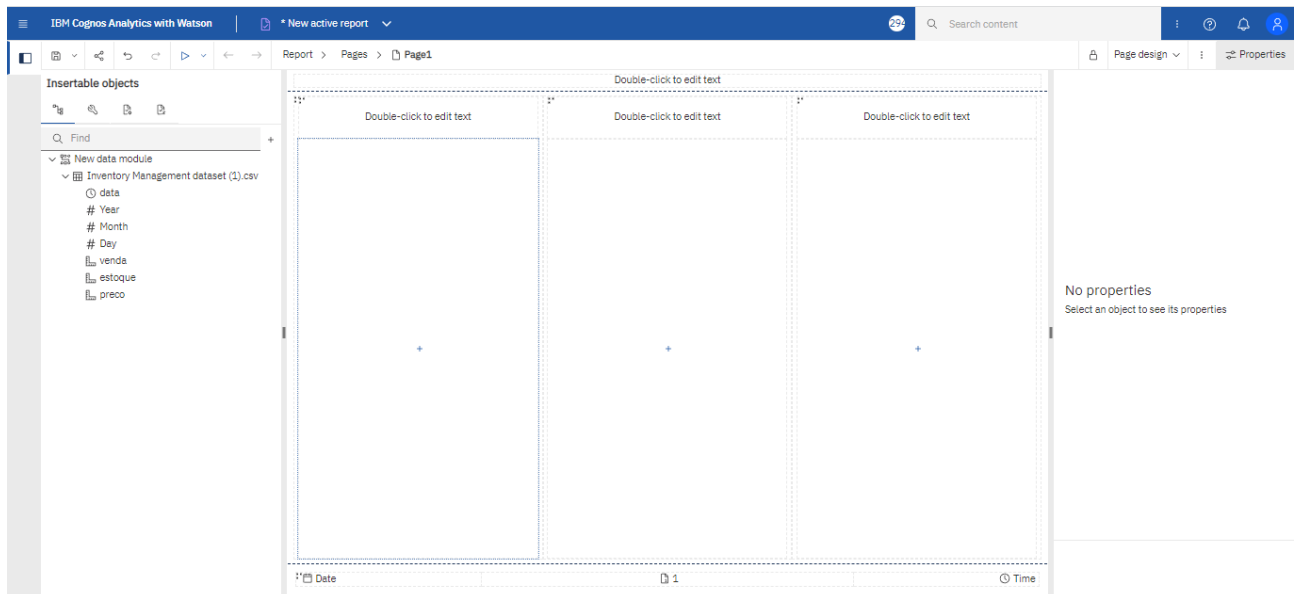 IBM Cognos Analytics with Watson
* New active report
294
Search content
Report > Pages > Page1
Page design
Properties
Insertable objects
Find
New data module
Inventory Management dataset (1).csv
data
# Year
# Month
# Day
venda
estoque
preco
Double-click to edit text
Double-click to edit text
Double-click to edit text
Double-click to edit text
+
+
+
Date
1
Time
No properties
Select an object to see its properties